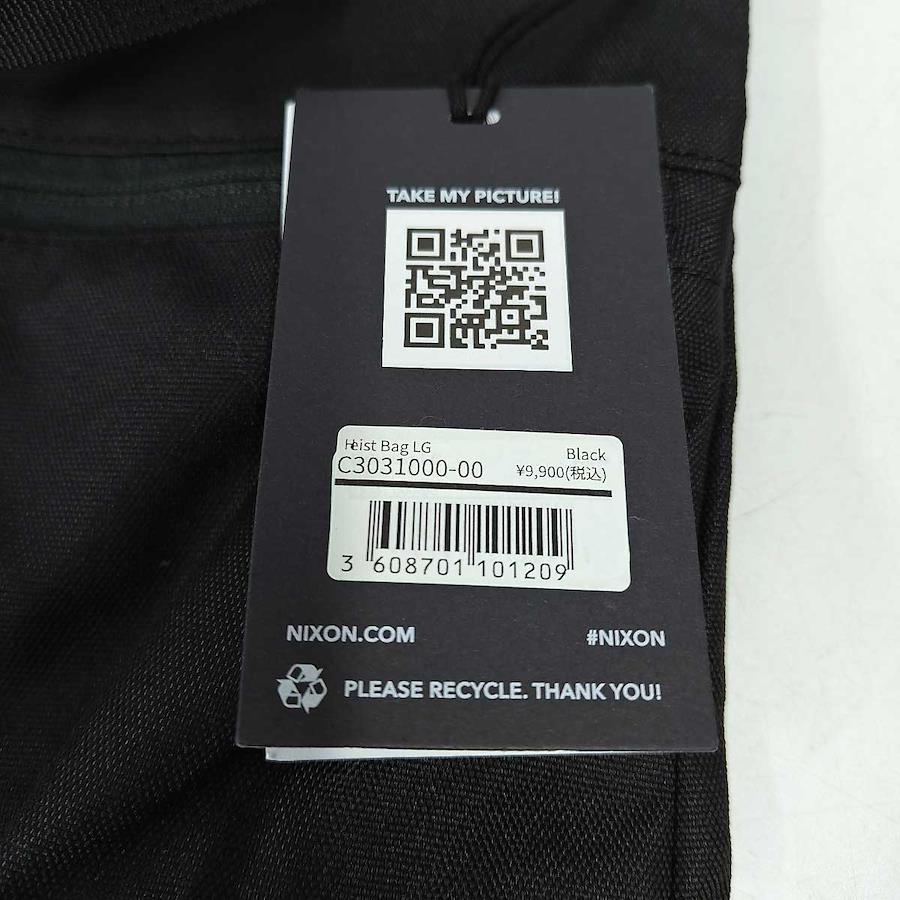 TAKE MY PICTURE!
Heist Bag LG
Black
C3031000-00
¥9,900(税込)
3 608701 101209
NIXON.COM
#NIXON
PLEASE RECYCLE. THANK YOU!